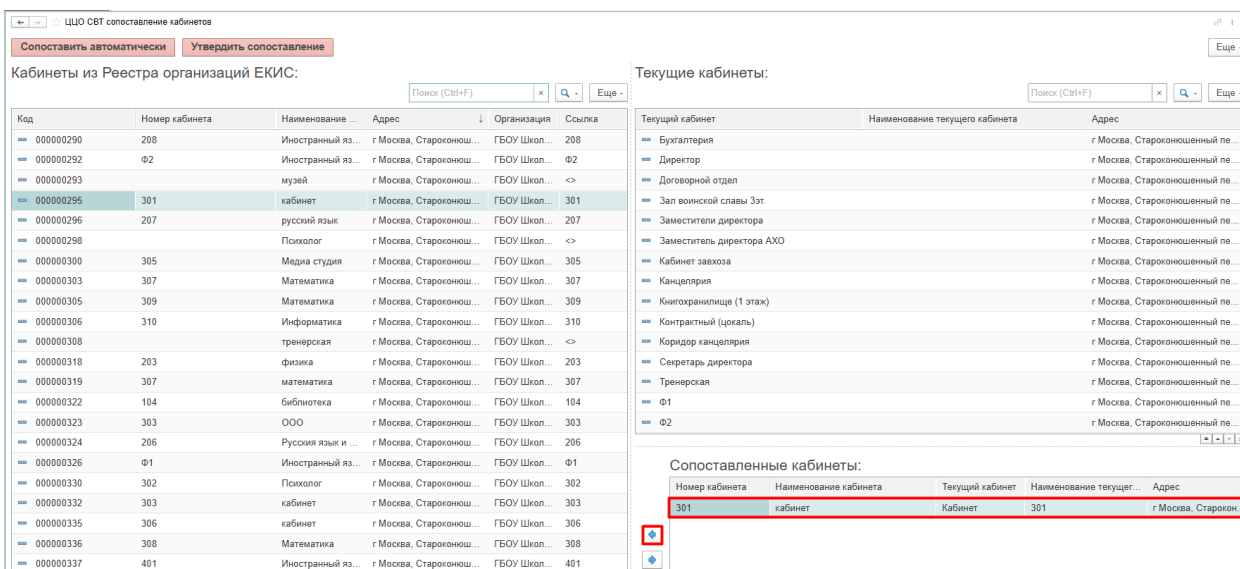 ЦЦО СВТ сопоставление кабинетов
Сопоставить автоматически Утвердить сопоставление Еще
Кабинеты из Реестра организаций ЕКИС:
Поиск (Ctrl+F) × Еще
Код Номер кабинета Наименование ... Адрес ↓ Организация Ссылка
000000290 208 Иностранный яз... г Москва, Староконюш... ГБОУ Школ... 208
000000292 Ф2 Иностранный яз... г Москва, Староконюш... ГБОУ Школ... Ф2
000000293 музей г Москва, Староконюш... ГБОУ Школ... <>
000000295 301 кабинет г Москва, Староконюш... ГБОУ Школ... 301
000000296 207 русский язык г Москва, Староконюш... ГБОУ Школ... 207
000000298 Психолог г Москва, Староконюш... ГБОУ Школ... <>
000000300 305 Медиа студия г Москва, Староконюш... ГБОУ Школ... 305
000000303 307 Математика г Москва, Староконюш... ГБОУ Школ... 307
000000305 309 Математика г Москва, Староконюш... ГБОУ Школ... 309
000000306 310 Информатика г Москва, Староконюш... ГБОУ Школ... 310
000000308 тренерская г Москва, Староконюш... ГБОУ Школ... <>
000000318 203 физика г Москва, Староконюш... ГБОУ Школ... 203
000000319 307 математика г Москва, Староконюш... ГБОУ Школ... 307
000000322 104 библиотека г Москва, Староконюш... ГБОУ Школ... 104
000000323 303 ООО г Москва, Староконюш... ГБОУ Школ... 303
000000324 206 Русския язык и ... г Москва, Староконюш... ГБОУ Школ... 206
000000326 Ф1 Иностранный яз... г Москва, Староконюш... ГБОУ Школ... Ф1
000000330 302 Психолог г Москва, Староконюш... ГБОУ Школ... 302
000000332 303 кабинет г Москва, Староконюш... ГБОУ Школ... 303
000000335 306 кабинет г Москва, Староконюш... ГБОУ Школ... 306
000000336 308 Математика г Москва, Староконюш... ГБОУ Школ... 308
000000337 401 Иностранный яз... г Москва, Староконюш... ГБОУ Школ... 401
Текущие кабинеты:
Поиск (Ctrl+F) × Еще
Текущий кабинет Наименование текущего кабинета Адрес
Бухгалтерия г Москва, Староконюшенный пе...
Директор г Москва, Староконюшенный пе...
Договорной отдел г Москва, Староконюшенный пе...
Зал воинской славы 3эт. г Москва, Староконюшенный пе...
Заместители директора г Москва, Староконюшенный пе...
Заместитель директора АХО г Москва, Староконюшенный пе...
Кабинет завхоза г Москва, Староконюшенный пе...
Канцелярия г Москва, Староконюшенный пе...
Книгохранилище (1 этаж) г Москва, Староконюшенный пе...
Контрактный (цокаль) г Москва, Староконюшенный пе...
Коридор канцелярия г Москва, Староконюшенный пе...
Секретарь директора г Москва, Староконюшенный пе...
Тренерская г Москва, Староконюшенный пе...
Ф1 г Москва, Староконюшенный пе...
Ф2 г Москва, Староконюшенный пе...
Сопоставленные кабинеты:
Номер кабинета Наименование кабинета Текущий кабинет Наименование текущег... Адрес
301 кабинет Кабинет 301 г Москва, Старокон...